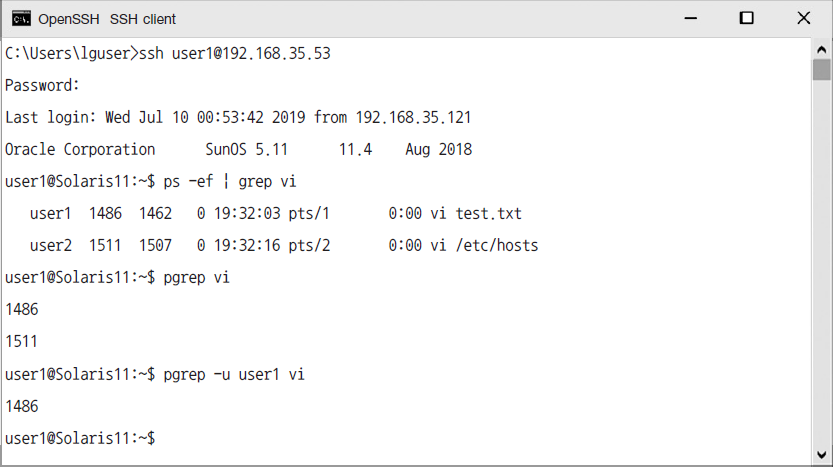 OpenSSH SSH client
C:\Users\lguser>ssh user1@192.168.35.53
Password:
Last login: Wed Jul 10 00:53:42 2019 from 192.168.35.121
Oracle Corporation      SunOS 5.11      11.4    Aug 2018
user1@Solaris11:~$ ps -ef | grep vi
   user1  1486  1462   0 19:32:03 pts/1       0:00 vi test.txt
   user2  1511  1507   0 19:32:16 pts/2       0:00 vi /etc/hosts
user1@Solaris11:~$ pgrep vi
1486
1511
user1@Solaris11:~$ pgrep -u user1 vi
1486
user1@Solaris11:~$